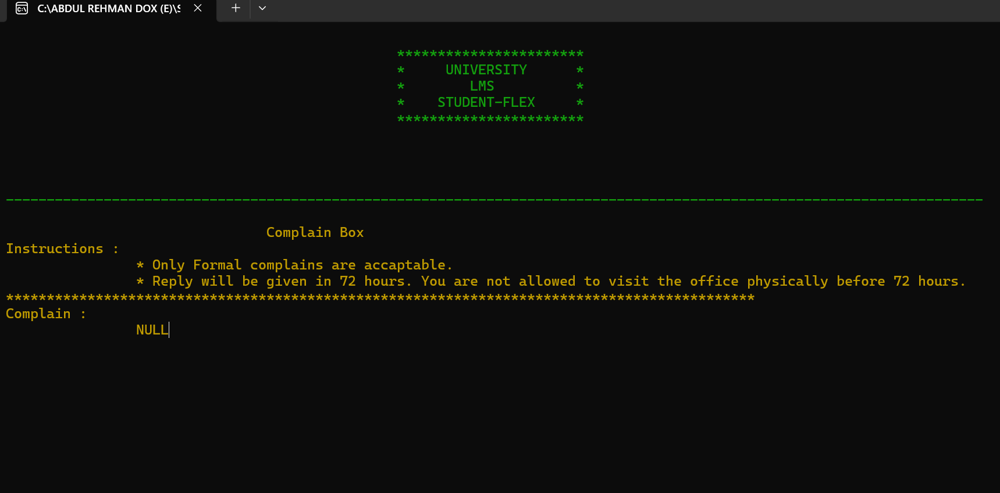 C:\ABDUL REHMAN DOX (E)\S
***********************
* UNIVERSITY *
* LMS *
* STUDENT-FLEX *
***********************
------------------------------------------------------------------------------------------------------------------------
Complain Box
Instructions :
* Only Formal complains are accaptable.
* Reply will be given in 72 hours. You are not allowed to visit the office physically before 72 hours.
********************************************************************************************
Complain :
NULL